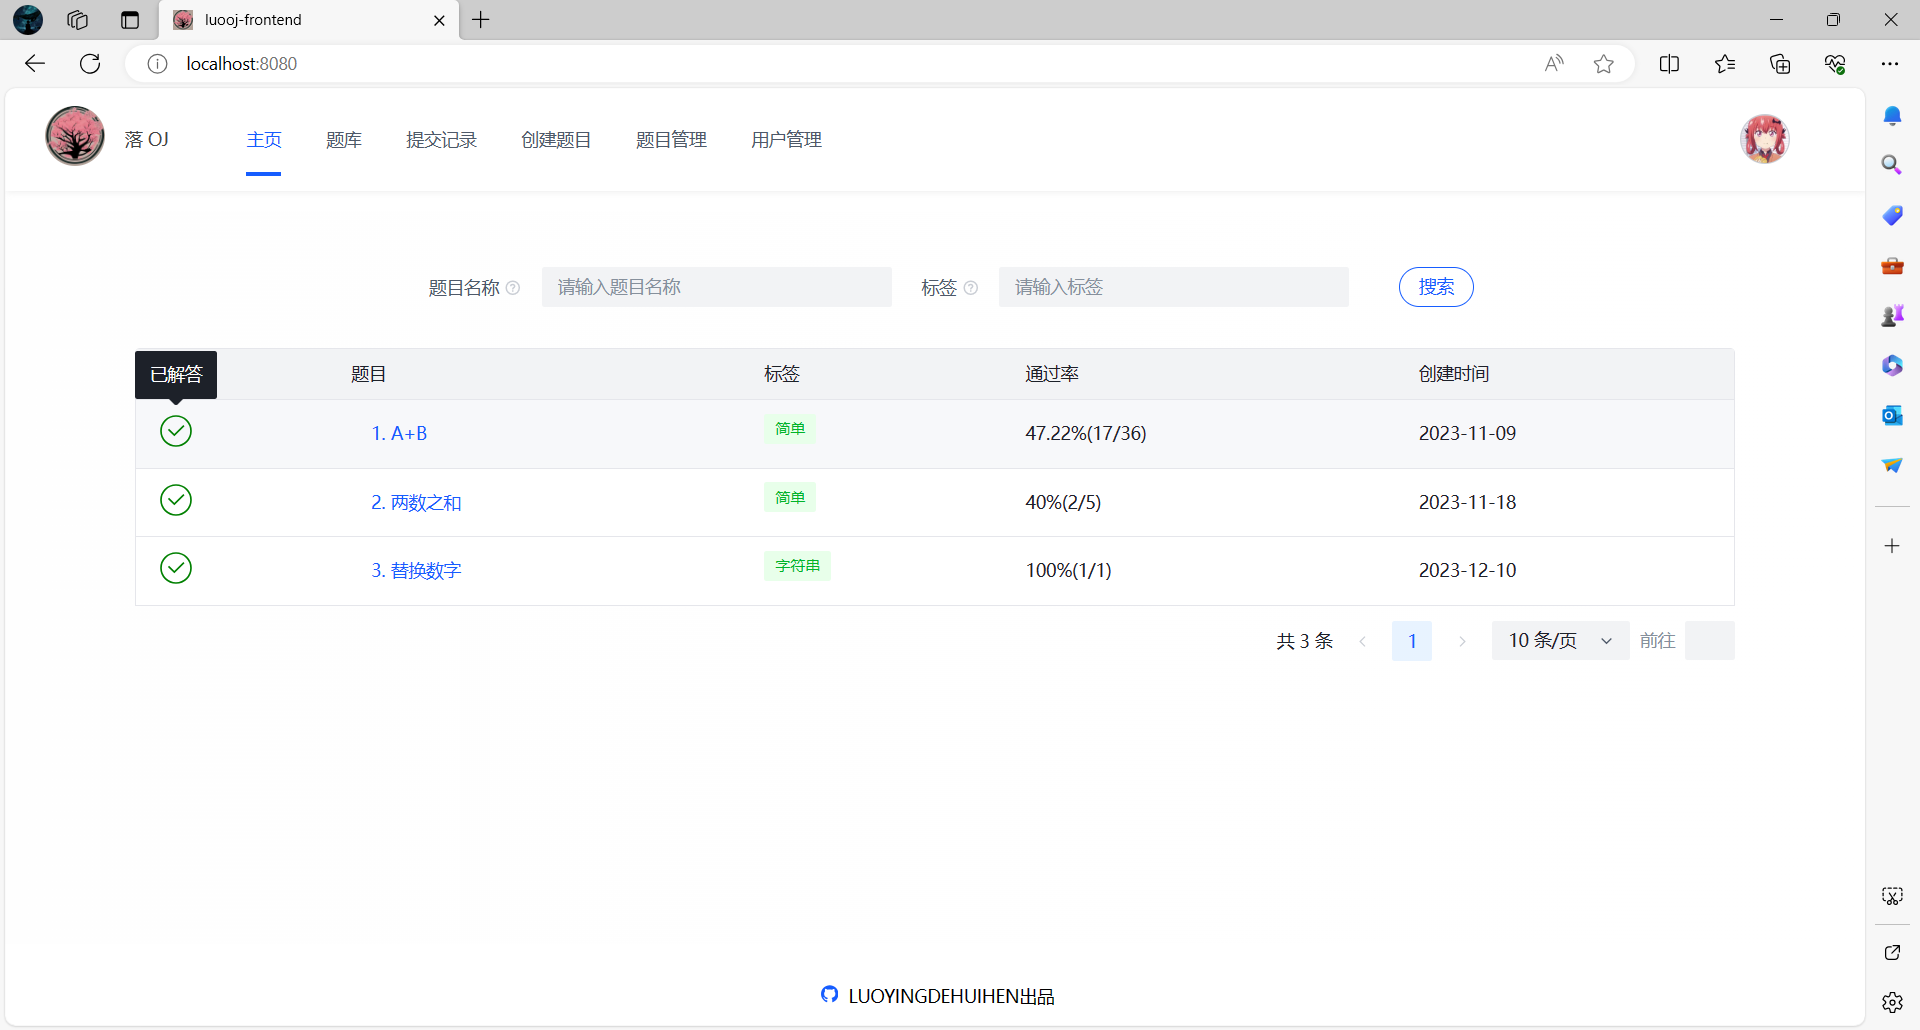 luooj-frontend
localhost:8080
落 OJ 主页 题库 提交记录 创建题目 题目管理 用户管理
题目名称 请输入题目名称 标签 请输入标签 搜索
已解答 题目 标签 通过率 创建时间
1. A+B 简单 47.22%(17/36) 2023-11-09
2. 两数之和 简单 40%(2/5) 2023-11-18
3. 替换数字 字符串 100%(1/1) 2023-12-10
共 3 条 1 10 条/页 前往
LUOYINGDEHUIHEN出品